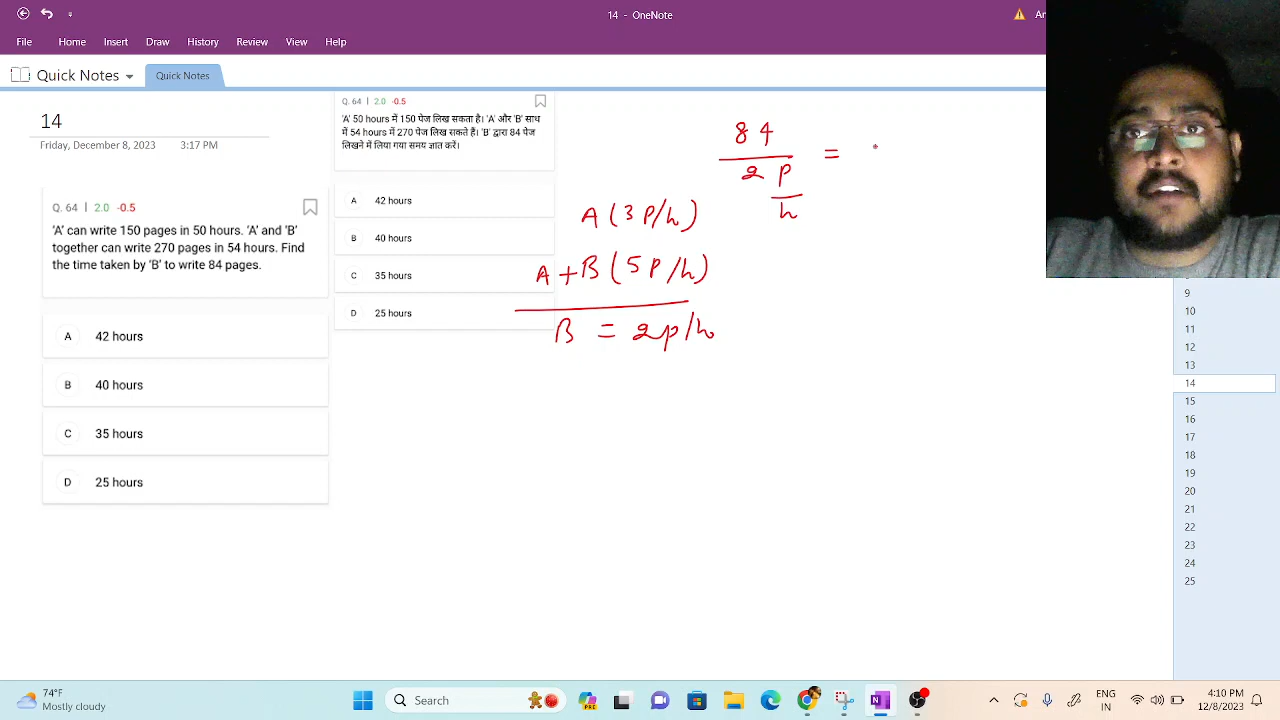 14 - OneNote
An
File Home Insert Draw History Review View Help
Quick Notes
Quick Notes
14
Friday, December 8, 2023 3:17 PM
Q. 64 | 2.0 -0.5
'A' can write 150 pages in 50 hours. 'A' and 'B'
together can write 270 pages in 54 hours. Find
the time taken by 'B' to write 84 pages.
A 42 hours
B 40 hours
C 35 hours
D 25 hours
Q. 64 | 2.0 -0.5
'A' 50 hours में 150 पेज लिख सकता है। 'A' और 'B' साथ
में 54 hours में 270 पेज लिख सकते हैं। 'B' द्वारा 84 पेज
लिखने में लिया गया समय ज्ञात करें।
A 42 hours
B 40 hours
C 35 hours
D 25 hours
84
2 p =
h
A (3 P/h)
A+B (5 P/h)
B = 2p/h
9
10
11
12
13
14
15
16
17
18
19
20
21
22
23
24
25
74°F
Mostly cloudy
Search
PRE
ENG
IN
4:10 PM
12/8/2023